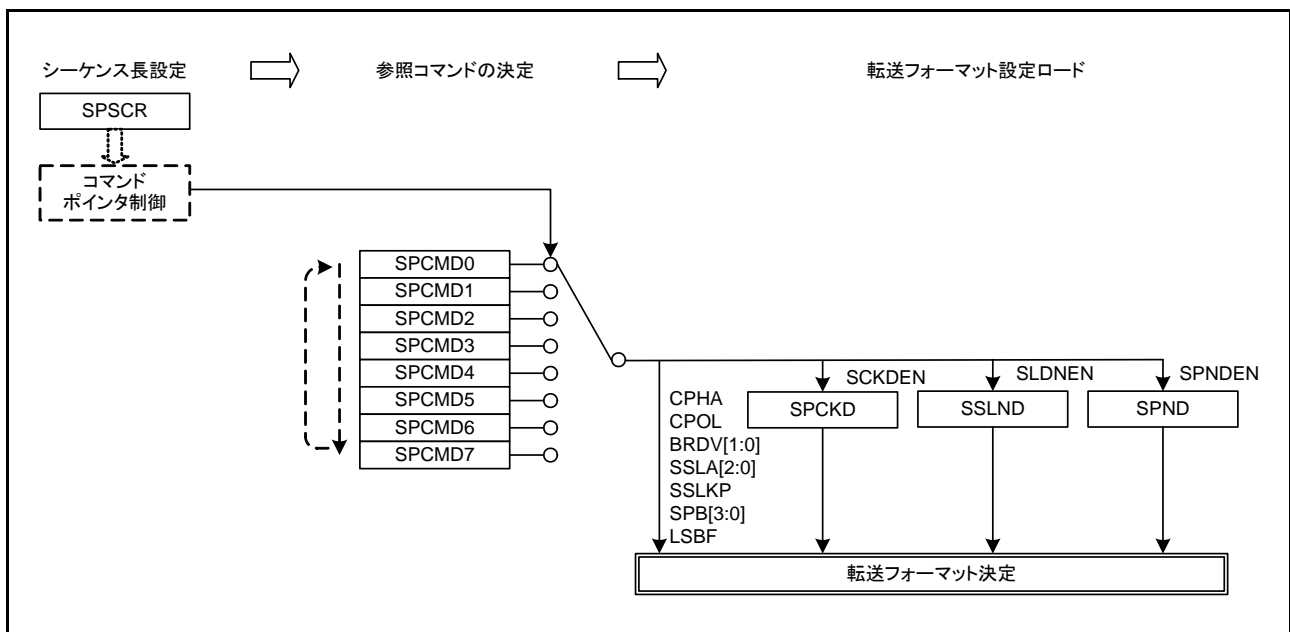 シーケンス長設定
参照コマンドの決定
転送フォーマット設定ロード
SPSCR
コマンド
ポインタ制御
SPCMD0
SPCMD1
SPCMD2
SPCMD3
SPCMD4
SPCMD5
SPCMD6
SPCMD7
CPHA
CPOL
BRDV[1:0]
SSLA[2:0]
SSLKP
SPB[3:0]
LSBF
SCKDEN
SPCKD
SLDNEN
SSLND
SPNDEN
SPND
転送フォーマット決定